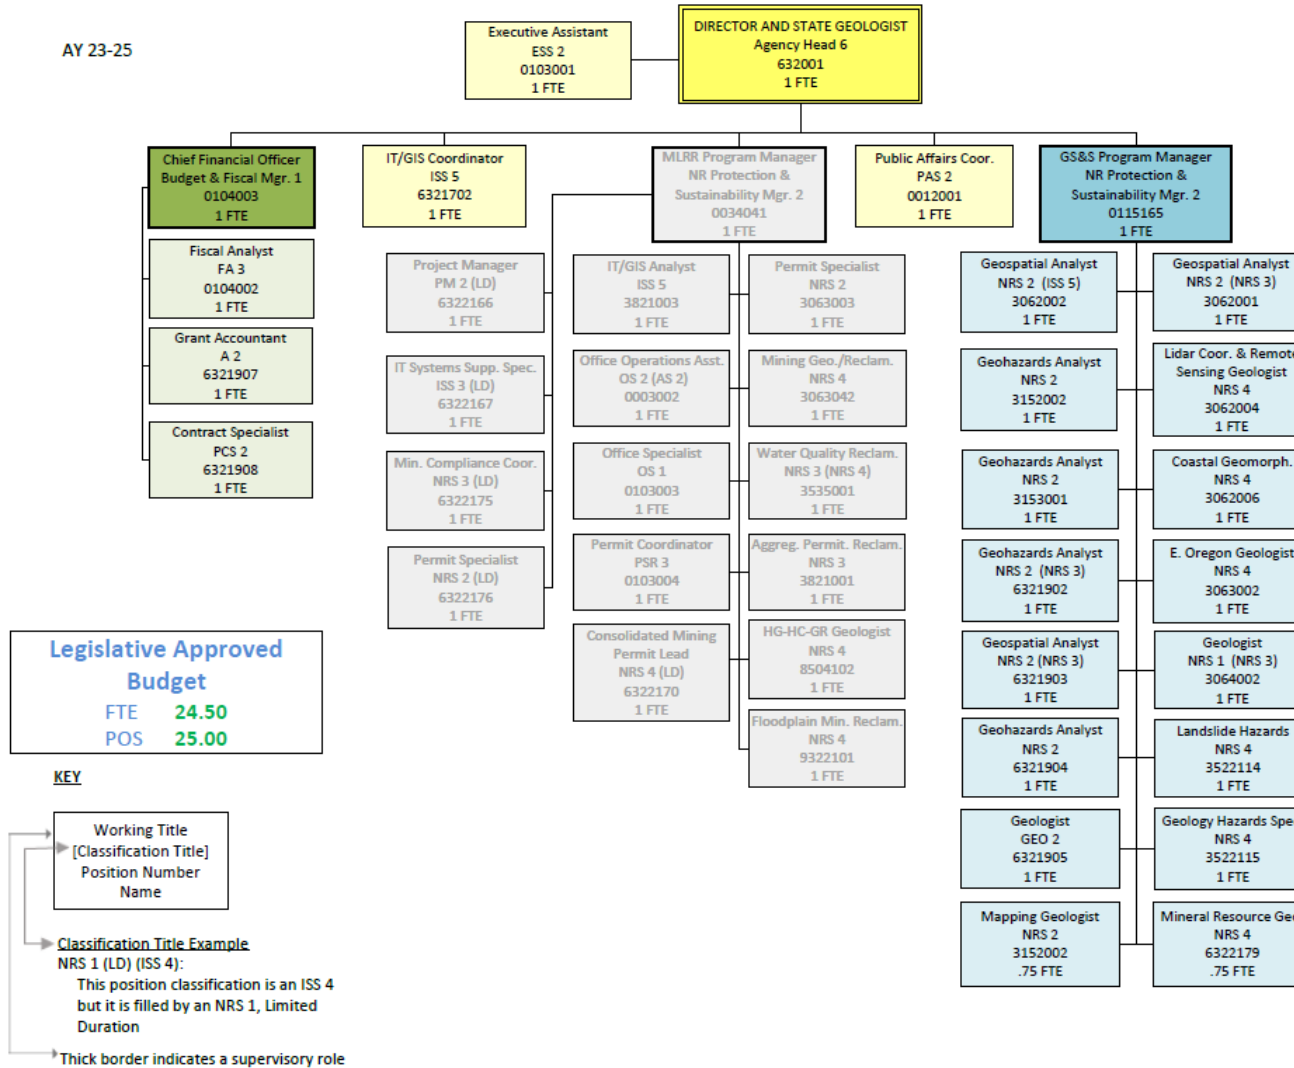 AY 23-25
Executive Assistant
ESS 2
0103001
1 FTE
DIRECTOR AND STATE GEOLOGIST
Agency Head 6
632001
1 FTE
Chief Financial Officer
Budget & Fiscal Mgr. 1
0104003
1 FTE
IT/GIS Coordinator
ISS 5
6321702
1 FTE
MLRR Program Manager
NR Protection &
Sustainability Mgr. 2
0034041
1 FTE
Public Affairs Coor.
PAS 2
0012001
1 FTE
GS&S Program Manager
NR Protection &
Sustainability Mgr. 2
0115165
1 FTE
Fiscal Analyst
FA 3
0104002
1 FTE
Grant Accountant
A 2
6321907
1 FTE
Contract Specialist
PCS 2
6321908
1 FTE
Project Manager
PM 2 (LD)
6322166
1 FTE
IT Systems Supp. Spec.
ISS 3 (LD)
6322167
1 FTE
Min. Compliance Coor.
NRS 3 (LD)
6322175
1 FTE
Permit Specialist
NRS 2 (LD)
6322176
1 FTE
IT/GIS Analyst
ISS 5
3821003
1 FTE
Office Operations Asst.
OS 2 (AS 2)
0003002
1 FTE
Office Specialist
OS 1
0103003
1 FTE
Permit Coordinator
PSR 3
0103004
1 FTE
Consolidated Mining
Permit Lead
NRS 4 (LD)
6322170
1 FTE
Permit Specialist
NRS 2
3063003
1 FTE
Mining Geo./Reclam.
NRS 4
3063042
1 FTE
Water Quality Reclam.
NRS 3 (NRS 4)
3535001
1 FTE
Aggreg. Permit. Reclam.
NRS 3
3821001
1 FTE
HG-HC-GR Geologist
NRS 4
8504102
1 FTE
Floodplain Min. Reclam.
NRS 4
9322101
1 FTE
Geospatial Analyst
NRS 2 (ISS 5)
3062002
1 FTE
Geohazards Analyst
NRS 2
3152002
1 FTE
Geohazards Analyst
NRS 2
3153001
1 FTE
Geohazards Analyst
NRS 2 (NRS 3)
6321902
1 FTE
Geospatial Analyst
NRS 2 (NRS 3)
6321903
1 FTE
Geohazards Analyst
NRS 2
6321904
1 FTE
Geologist
GEO 2
6321905
1 FTE
Mapping Geologist
NRS 2
3152002
.75 FTE
Geospatial Analyst
NRS 2 (NRS 3)
3062001
1 FTE
Lidar Coor. & Remote
Sensing Geologist
NRS 4
3062004
1 FTE
Coastal Geomorph.
NRS 4
3062006
1 FTE
E. Oregon Geologist
NRS 4
3063002
1 FTE
Geologist
NRS 1 (NRS 3)
3064002
1 FTE
Landslide Hazards
NRS 4
3522114
1 FTE
Geology Hazards Spe
NRS 4
3522115
1 FTE
Mineral Resource Ge
NRS 4
6322179
.75 FTE
Legislative Approved
Budget
FTE 24.50
POS 25.00
KEY
Working Title
[Classification Title]
Position Number
Name
Classification Title Example
NRS 1 (LD) (ISS 4):
This position classification is an ISS 4
but it is filled by an NRS 1, Limited
Duration
Thick border indicates a supervisory role